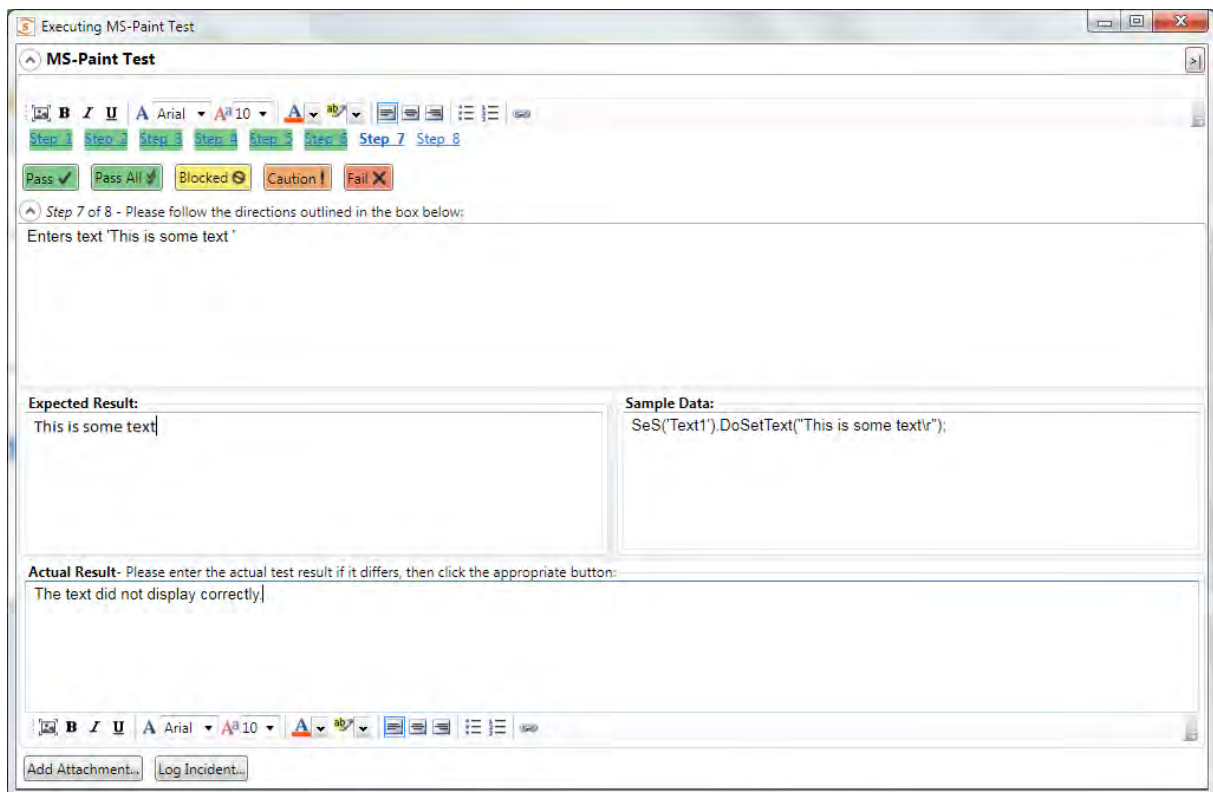 Executing MS-Paint Test
MS-Paint Test
B I U A Arial Aa 10 A ab
Step 1 Step 2 Step 3 Step 4 Step 5 Step 6 Step 7 Step 8
Pass Pass All Blocked Caution ! Fail
Step 7 of 8 - Please follow the directions outlined in the box below:
Enters text 'This is some text '
Expected Result: Sample Data:
This is some text SeS('Text1').DoSetText("This is some text\r");
Actual Result- Please enter the actual test result if it differs, then click the appropriate button:
The text did not display correctly.
B I U A Arial Aa 10 A ab
Add Attachment... Log Incident...